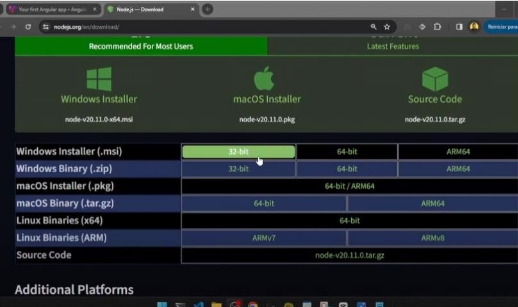 Your first Angular app - Angul
Node.js — Download
nodejs.org/en/download/
Reiniciar para
Recommended For Most Users
Latest Features
Windows Installer
macOS Installer
Source Code
node-v20.11.0-x64.msi
node-v20.11.0.pkg
node-v20.11.0.tar.gz
Windows Installer (.msi) 32-bit 64-bit ARM64
Windows Binary (.zip) 32-bit 64-bit ARM64
macOS Installer (.pkg) 64-bit / ARM64
macOS Binary (.tar.gz) 64-bit ARM64
Linux Binaries (x64) 64-bit
Linux Binaries (ARM) ARMv7 ARMv8
Source Code node-v20.11.0.tar.gz
Additional Platforms